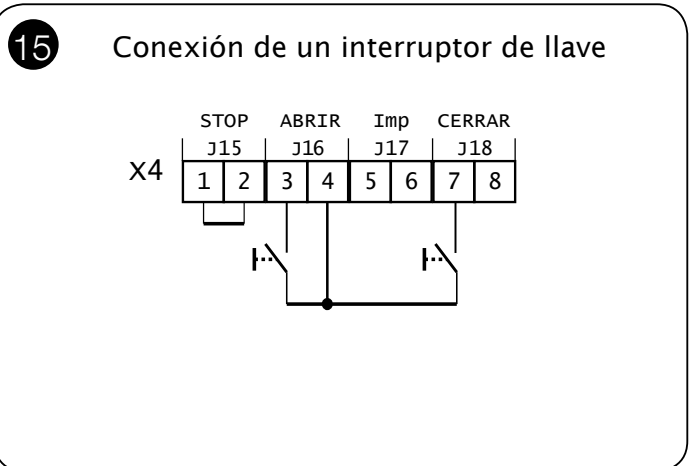 15 Conexión de un interruptor de llave
STOP ABRIR Imp CERRAR
J15 J16 J17 J18
X4 1 2 3 4 5 6 7 8